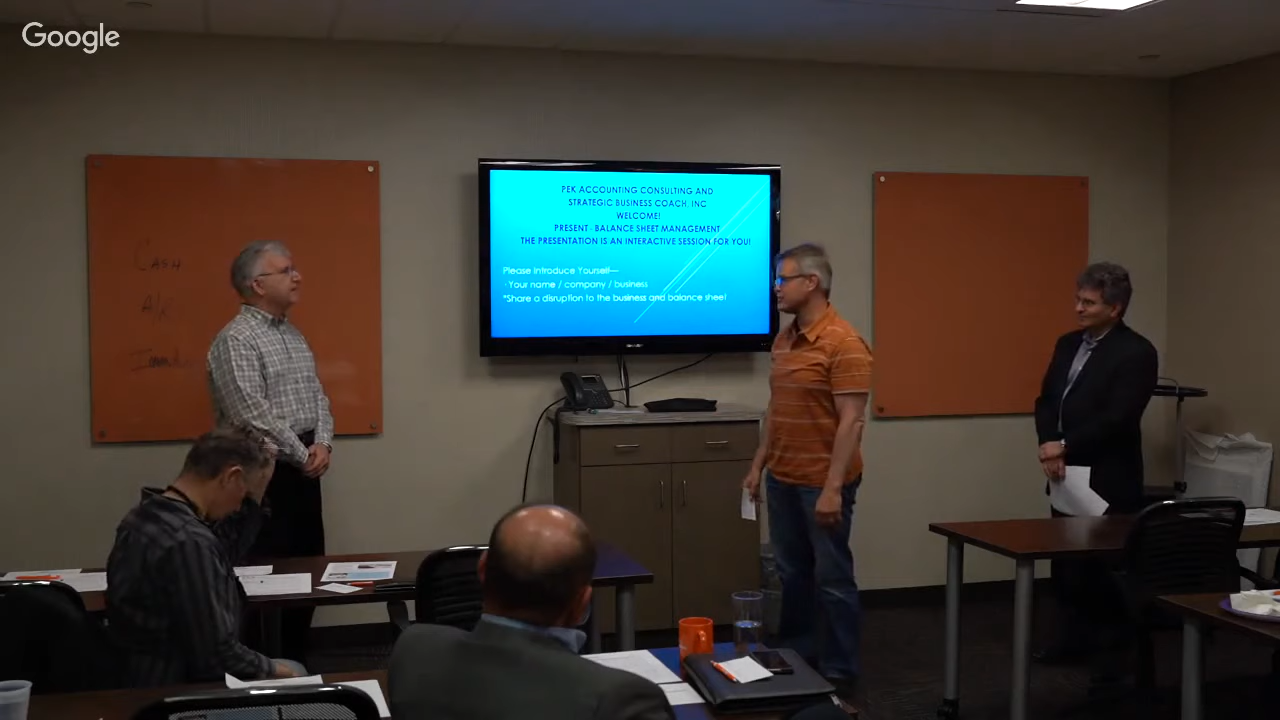 Google
PEK ACCOUNTING CONSULTING AND
STRATEGIC BUSINESS COACH, INC
WELCOME!
PRESENT - BALANCE SHEET MANAGEMENT
THE PRESENTATION IS AN INTERACTIVE SESSION FOR YOU!
Please Introduce Yourself—
· Your name / company / business
*Share a disruption to the business and balance sheet
CASH
A/R